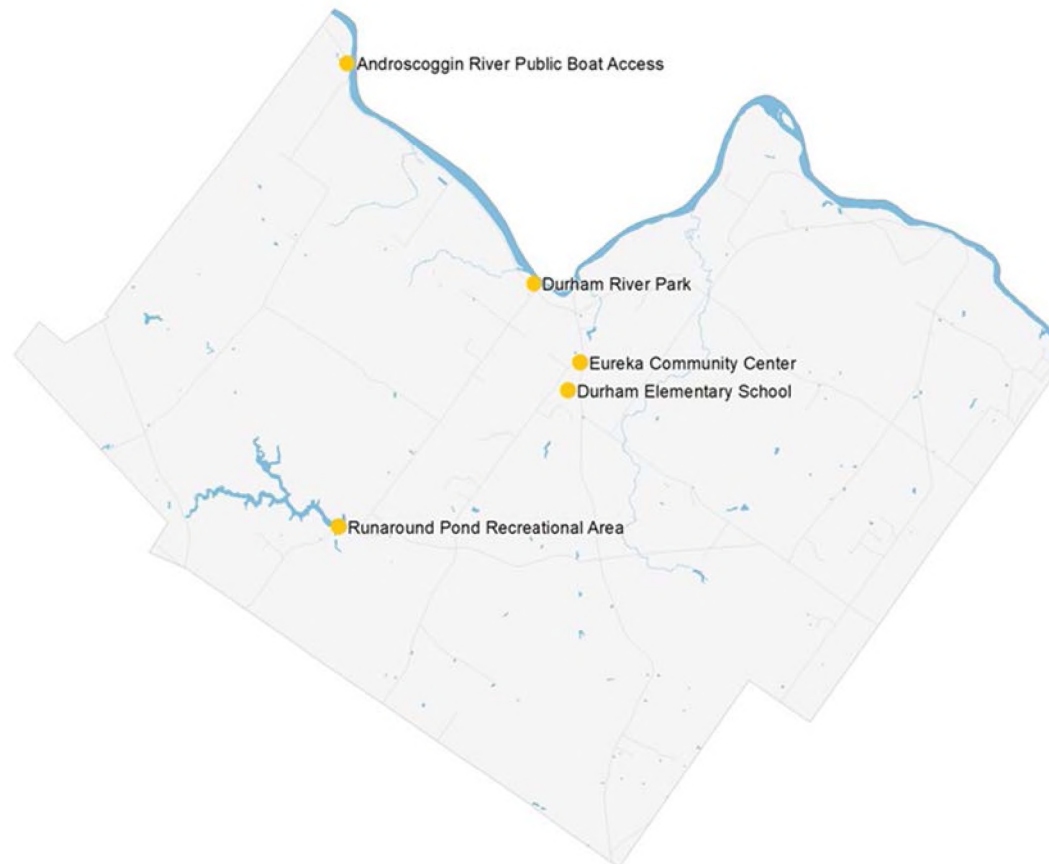 Androscoggin River Public Boat Access
Durham River Park
Eureka Community Center
Durham Elementary School
Runaround Pond Recreational Area